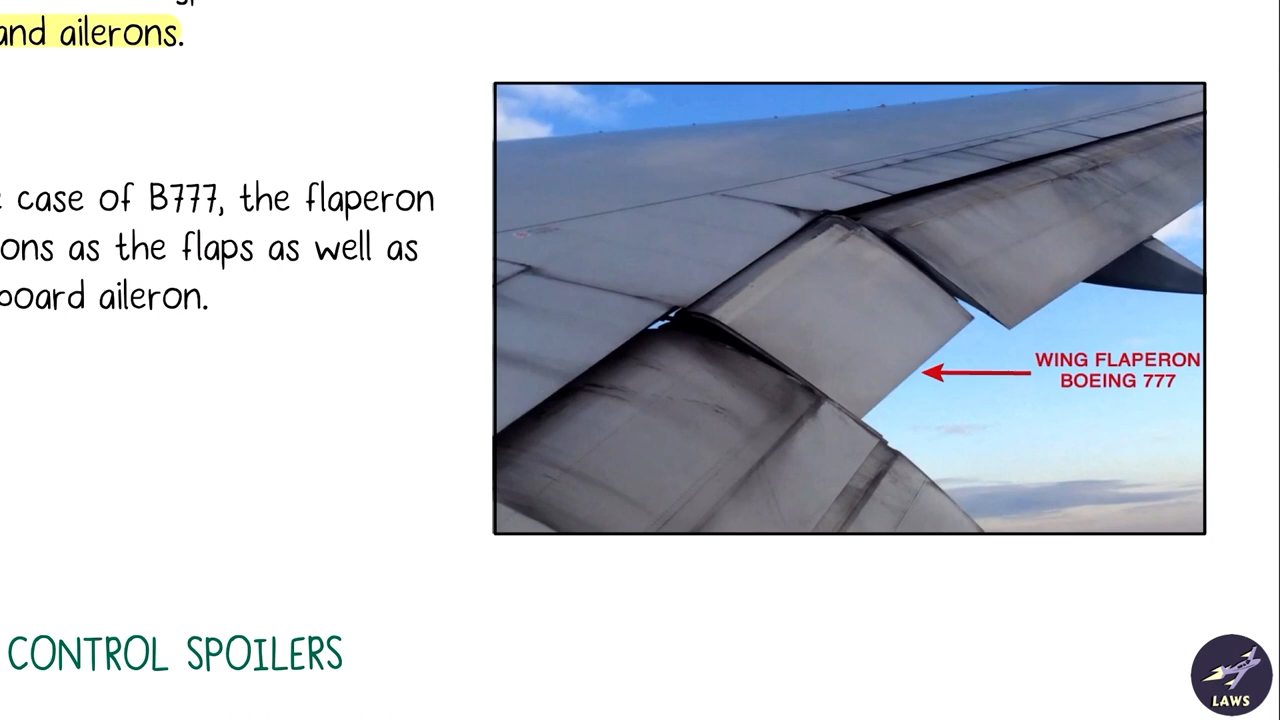 and ailerons.
case of B777, the flaperon
ons as the flaps as well as
board aileron.
WING FLAPERON
BOEING 777
CONTROL SPOILERS
LAWS